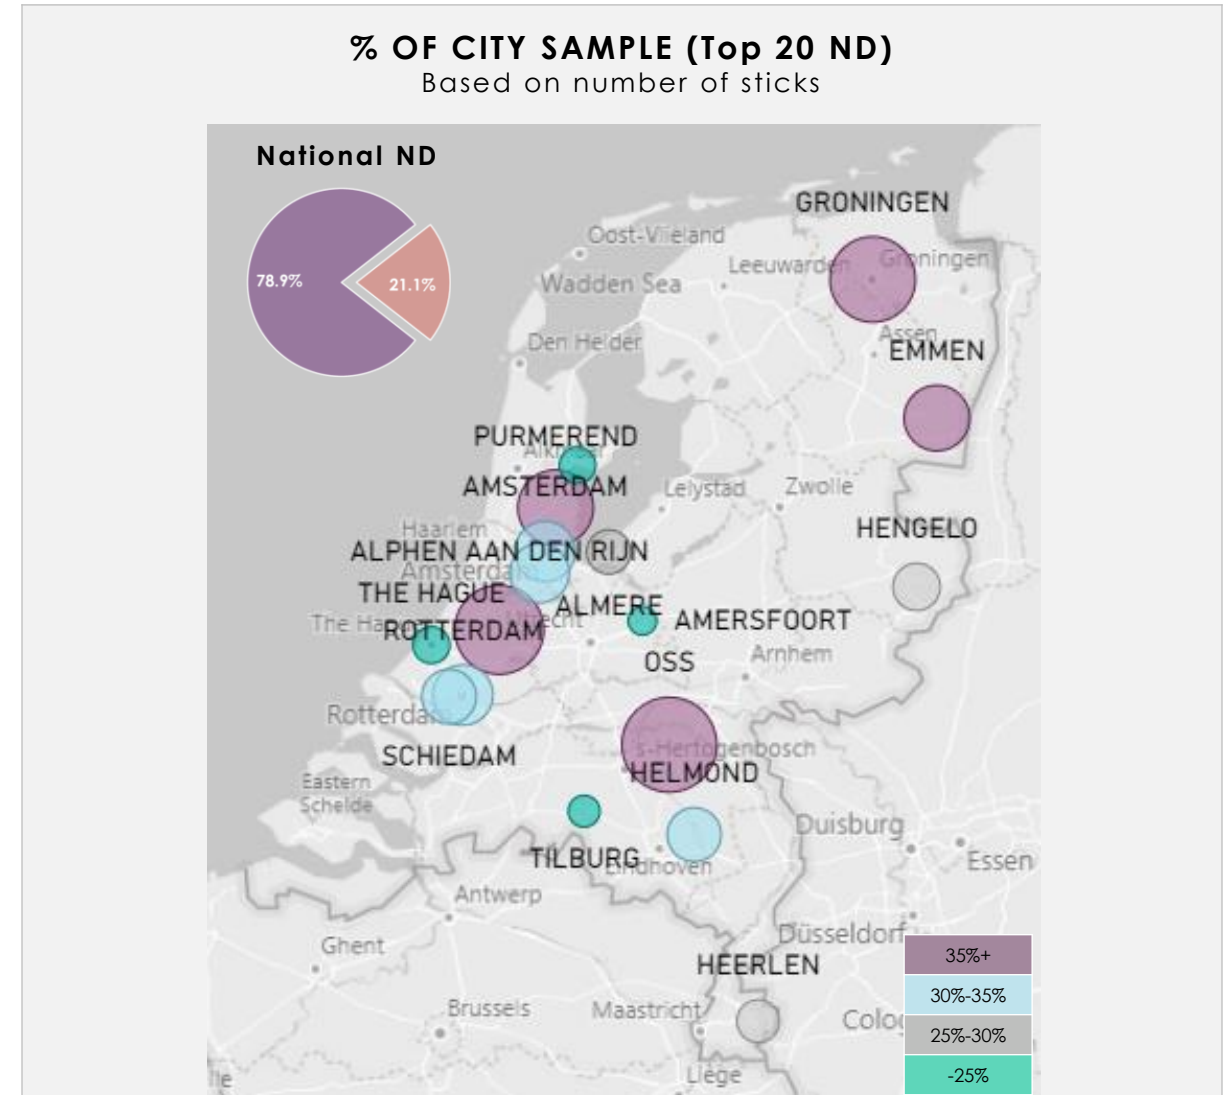 % OF CITY SAMPLE (Top 20 ND)
Based on number of sticks
National ND
78.9%
21.1%
GRONINGEN
Oost-Vlieland
Leeuwarden
Groningen
Wadden Sea
Assen
EMMEN
Den Helder
PURMEREND
AMSTERDAM
Lelystad
Zwolle
Haarlem
HENGELO
ALPHEN AAN DEN RIJN
THE HAGUE
ALMERE
AMERSFOORT
ROTTERDAM
OSS
Arnhem
SCHIEDAM
's-Hertogenbosch
HELMOND
Eastern
Schelde
Duisburg
Essen
TILBURG
Eindhoven
Antwerp
Düsseldorf
Ghent
HEERLEN
35%+
30%-35%
Brussels
Maastricht
25%-30%
Liège
-25%